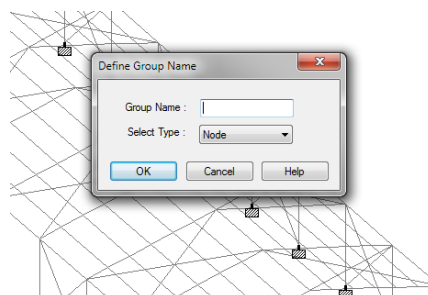 Define Group Name
Group Name :
Select Type : Node
OK Cancel Help